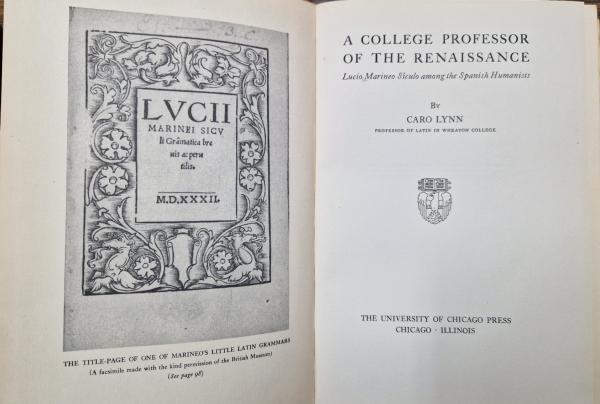 LVCII
MARINEI SICV
li Grãmatica bre
uis ac peru
tilis.
M.D.XXXII.
THE TITLE-PAGE OF ONE OF MARINEO'S LITTLE LATIN GRAMMARS
(A facsimile made with the kind permission of the British Museum)
(See page 98)
A COLLEGE PROFESSOR
OF THE RENAISSANCE
Lucio Marineo Sículo among the Spanish Humanists
By
CARO LYNN
PROFESSOR OF LATIN IN WHEATON COLLEGE
THE UNIVERSITY OF CHICAGO PRESS
CHICAGO · ILLINOIS